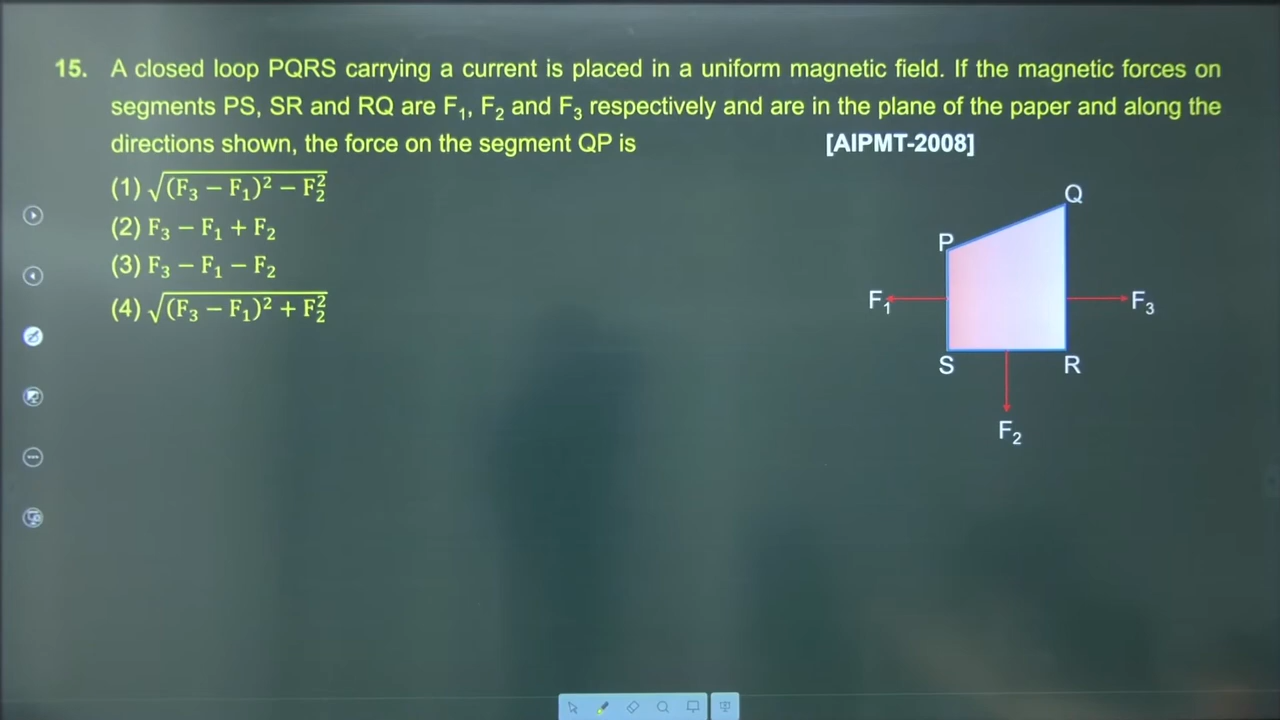 15. A closed loop PQRS carrying a current is placed in a uniform magnetic field. If the magnetic forces on
segments PS, SR and RQ are F₁, F₂ and F₃ respectively and are in the plane of the paper and along the
directions shown, the force on the segment QP is [AIPMT-2008]
(1) √(F₃ − F₁)² − F₂²
(2) F₃ − F₁ + F₂
(3) F₃ − F₁ − F₂
(4) √(F₃ − F₁)² + F₂²
Q
P
F₁
F₃
S
R
F₂